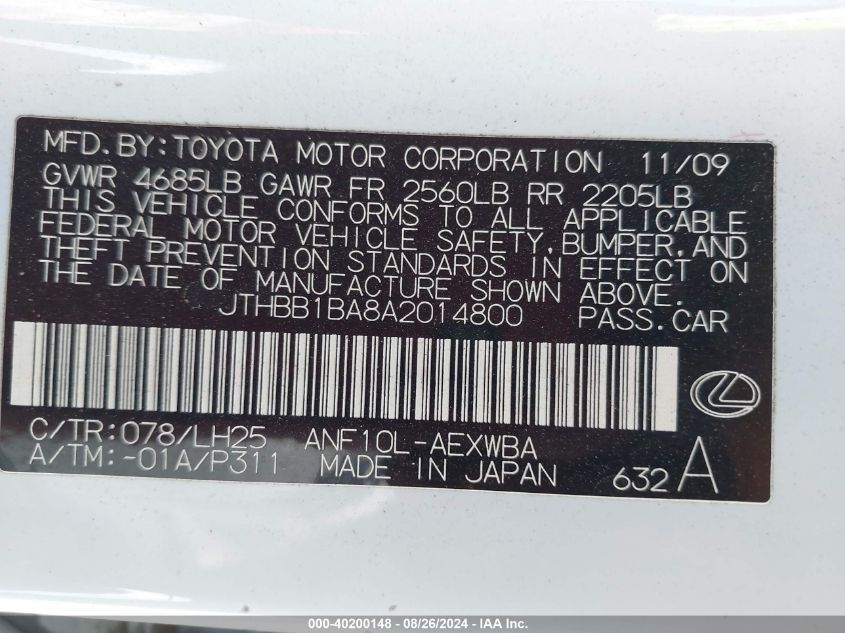 MFD. BY: TOYOTA MOTOR CORPORATION 11/09
GVWR 4685LB GAWR FR 2560LB RR 2205LB
THIS VEHICLE CONFORMS TO ALL APPLICABLE
FEDERAL MOTOR VEHICLE SAFETY, BUMPER, AND
THEFT PREVENTION STANDARDS IN EFFECT ON
THE DATE OF MANUFACTURE SHOWN ABOVE.
JTHBB1BA8A2014800 PASS. CAR
C/TR: 078/LH25 ANF10L-AEXWBA
A/TM: -01A/P311 MADE IN JAPAN 632 A
000-40200148 - 08/26/2024 - IAA Inc.